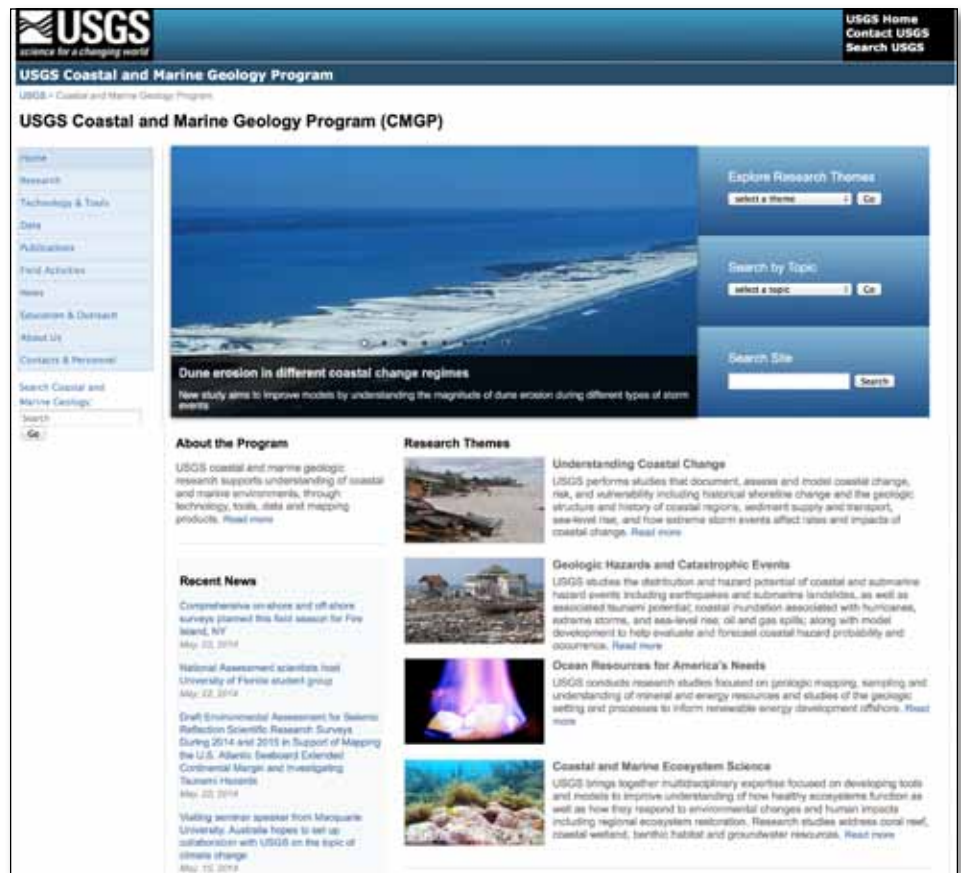 USGS
science for a changing world
USGS Home
Contact USGS
Search USGS
USGS Coastal and Marine Geology Program
USGS > Coastal and Marine Geology Program
USGS Coastal and Marine Geology Program (CMGP)
Home
Research
Technology & Tools
Data
Publications
Field Activities
News
Education & Outreach
About Us
Contacts & Personnel
Search Coastal and
Marine Geology:
Search
Go
Explore Research Themes
select a theme
Go
Search by Topic
select a topic
Go
Search Site
Search
Dune erosion in different coastal change regimes
New study aims to improve models by understanding the magnitude of dune erosion during different types of storm
events
About the Program
USGS coastal and marine geologic
research supports understanding of coastal
and marine environments, through
technology, tools, data and mapping
products. Read more
Recent News
Comprehensive on-shore and off-shore
surveys planned this field season for Fire
Island, NY
May, 23, 2014
National Assessment scientists host
University of Florida student group
May, 22, 2014
Draft Environmental Assessment for Seismic
Reflection Scientific Research Surveys
During 2014 and 2015 in Support of Mapping
the U.S. Atlantic Seaboard Extended
Continental Margin and Investigating
Tsunami Hazards
May, 20, 2014
Visiting seminar speaker from Macquarie
University, Australia hopes to set up
collaboration with USGS on the topic of
climate change
May, 15, 2014
Research Themes
Understanding Coastal Change
USGS performs studies that document, assess and model coastal change,
risk, and vulnerability including historical shoreline change and the geologic
structure and history of coastal regions, sediment supply and transport,
sea-level rise, and how extreme storm events affect rates and impacts of
coastal change. Read more
Geologic Hazards and Catastrophic Events
USGS studies the distribution and hazard potential of coastal and submarine
hazard events including earthquakes and submarine landslides, as well as
associated tsunami potential; coastal inundation associated with hurricanes,
extreme storms, and sea-level rise; oil and gas spills; along with model
development to help evaluate and forecast coastal hazard probability and
occurrence. Read more
Ocean Resources for America's Needs
USGS conducts research studies focused on geologic mapping, sampling and
understanding of mineral and energy resources and studies of the geologic
setting and processes to inform renewable energy development offshore. Read
more
Coastal and Marine Ecosystem Science
USGS brings together multidisciplinary expertise focused on developing tools
and models to improve understanding of how healthy ecosystems function as
well as how they respond to environmental changes and human impacts
including regional ecosystem restoration. Research studies address coral reef,
coastal wetland, benthic habitat and groundwater resources. Read more